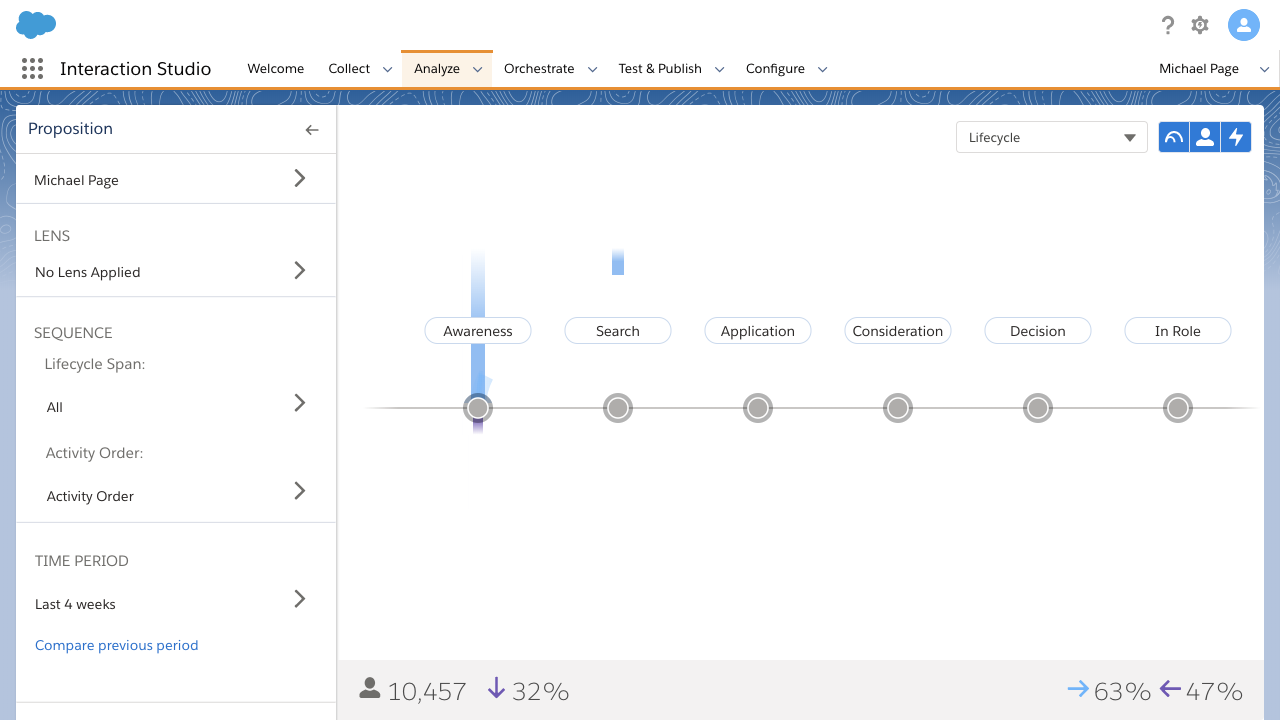 Interaction Studio
Welcome
Collect
Analyze
Orchestrate
Test & Publish
Configure
Michael Page
Proposition
Michael Page
LENS
No Lens Applied
SEQUENCE
Lifecycle Span:
All
Activity Order:
Activity Order
TIME PERIOD
Last 4 weeks
Compare previous period
Lifecycle
Awareness
Search
Application
Consideration
Decision
In Role
10,457
32%
63%
47%